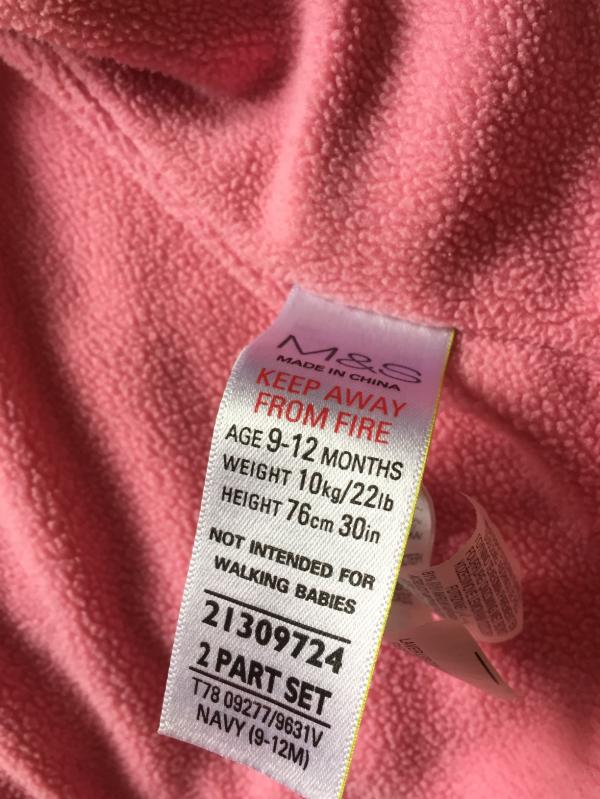 M&S
MADE IN CHINA
KEEP AWAY
FROM FIRE
AGE 9-12 MONTHS
WEIGHT 10kg/22lb
HEIGHT 76cm 30in
NOT INTENDED FOR
WALKING BABIES
21309724
2 PART SET
T78 09277/9631V
NAVY (9-12M)